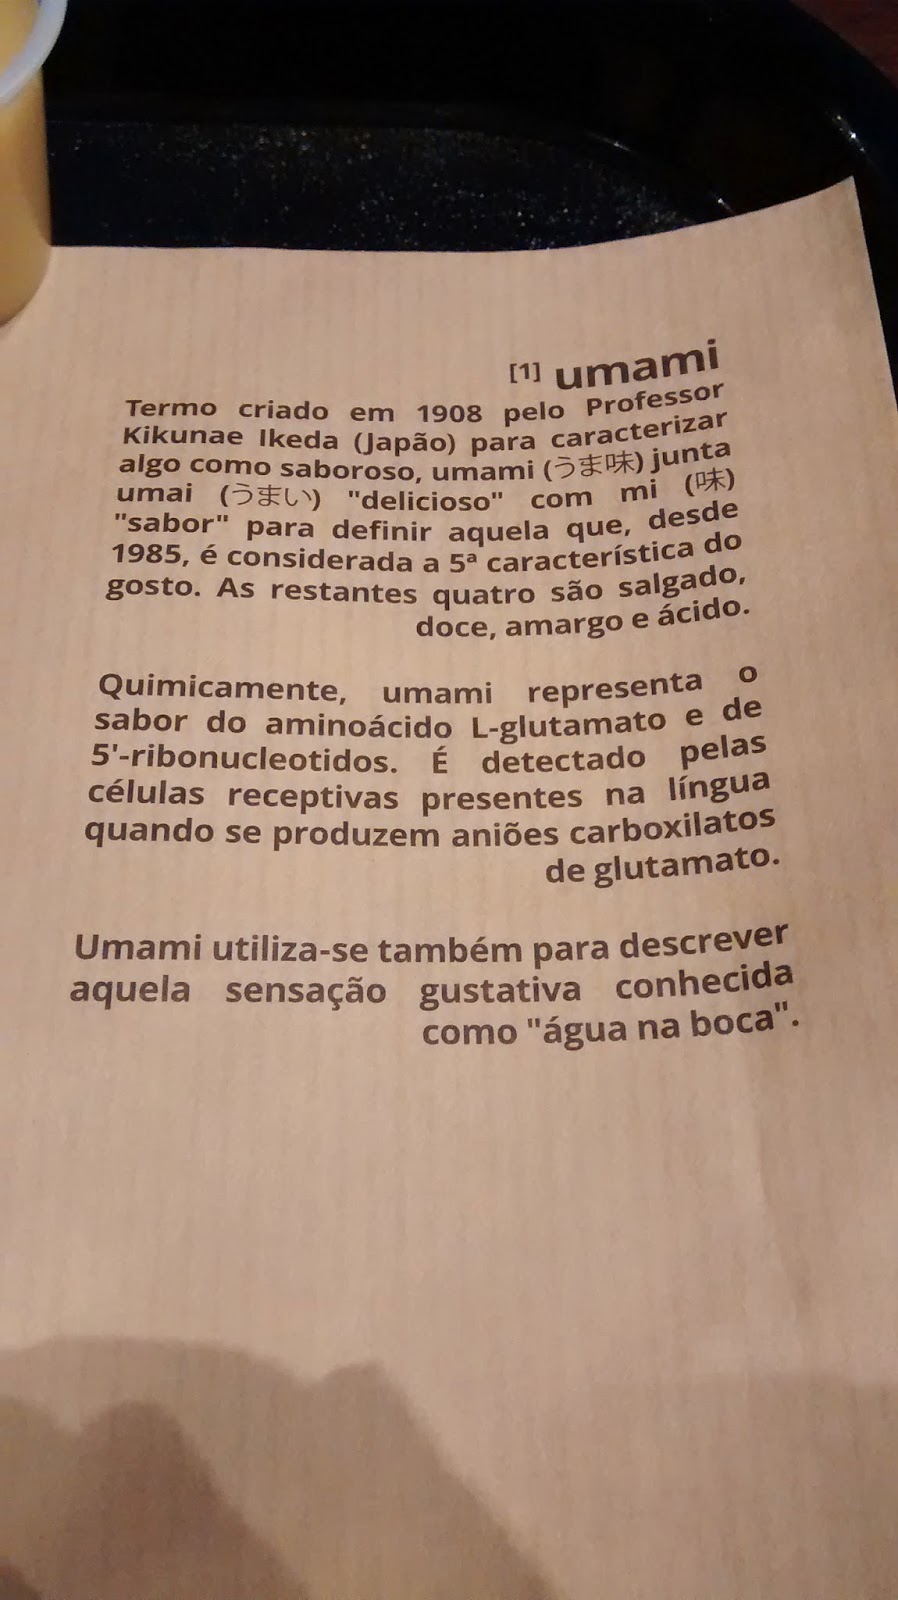 [1] umami
Termo criado em 1908 pelo Professor
Kikunae Ikeda (Japão) para caracterizar
algo como saboroso, umami (うま味) junta
umai (うまい) "delicioso" com mi (味)
"sabor" para definir aquela que, desde
1985, é considerada a 5ª característica do
gosto. As restantes quatro são salgado,
doce, amargo e ácido.
Quimicamente, umami representa o
sabor do aminoácido L-glutamato e de
5'-ribonucleotidos. É detectado pelas
células receptivas presentes na língua
quando se produzem aniões carboxilatos
de glutamato.
Umami utiliza-se também para descrever
aquela sensação gustativa conhecida
como "água na boca".